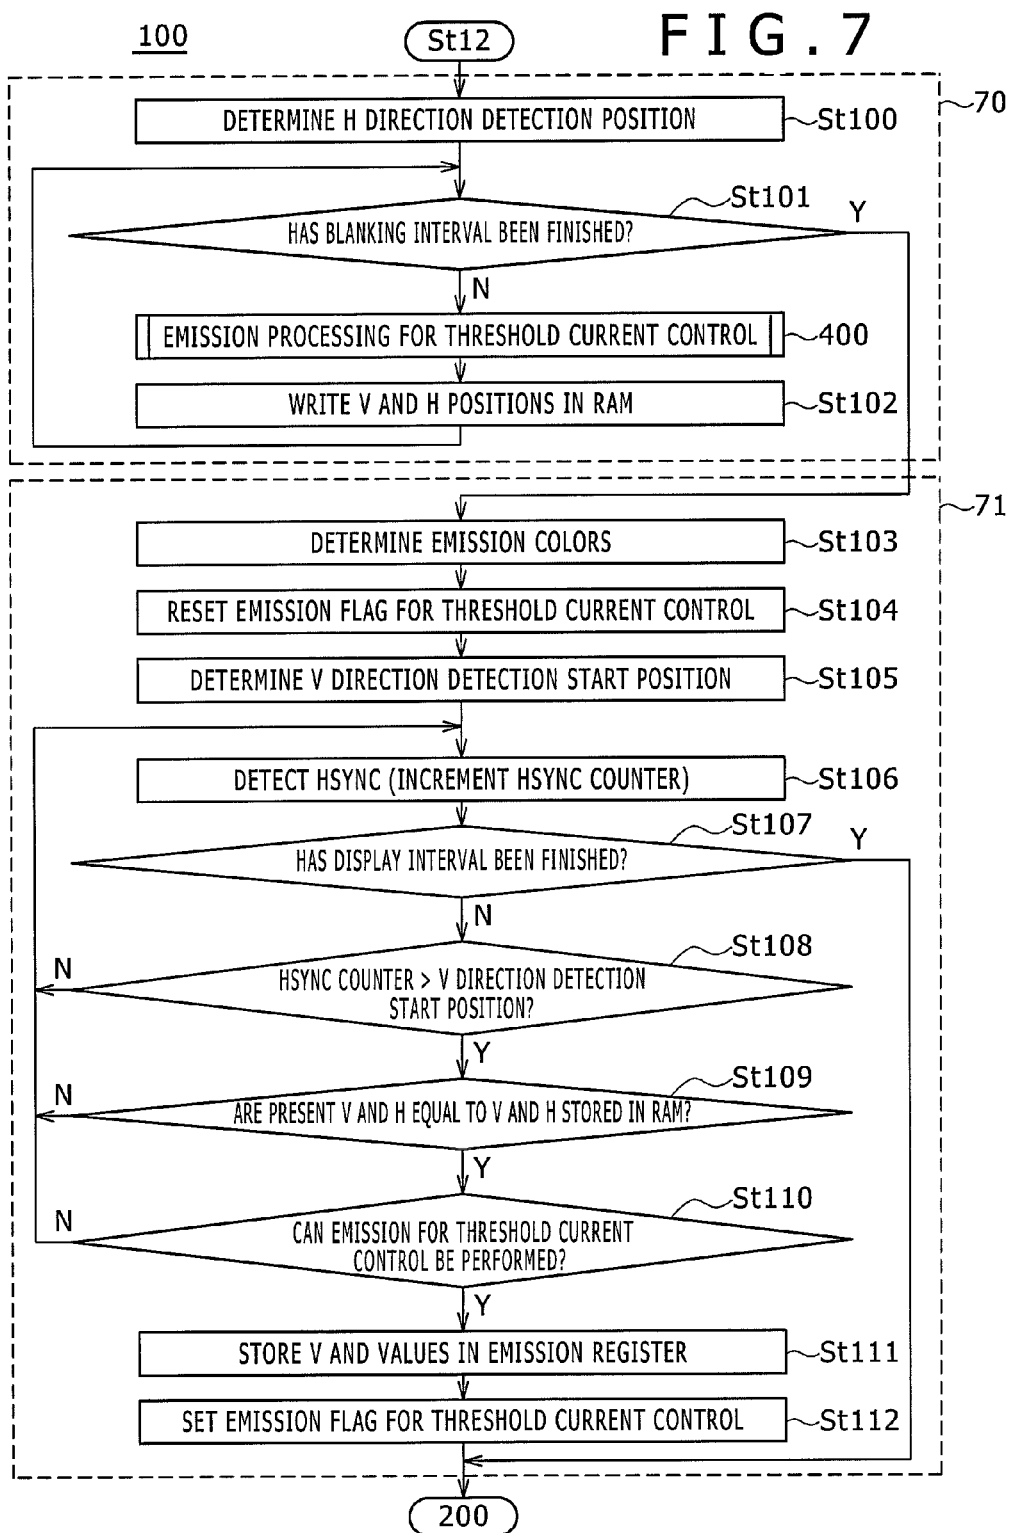 100
St12
FIG. 7
70
DETERMINE H DIRECTION DETECTION POSITION
St100
St101
HAS BLANKING INTERVAL BEEN FINISHED?
Y
N
EMISSION PROCESSING FOR THRESHOLD CURRENT CONTROL
400
WRITE V AND H POSITIONS IN RAM
St102
71
DETERMINE EMISSION COLORS
St103
RESET EMISSION FLAG FOR THRESHOLD CURRENT CONTROL
St104
DETERMINE V DIRECTION DETECTION START POSITION
St105
DETECT HSYNC (INCREMENT HSYNC COUNTER)
St106
St107
HAS DISPLAY INTERVAL BEEN FINISHED?
Y
N
St108
HSYNC COUNTER > V DIRECTION DETECTION
START POSITION?
N
Y
St109
ARE PRESENT V AND H EQUAL TO V AND H STORED IN RAM?
N
Y
St110
CAN EMISSION FOR THRESHOLD CURRENT
CONTROL BE PERFORMED?
N
Y
STORE V AND VALUES IN EMISSION REGISTER
St111
SET EMISSION FLAG FOR THRESHOLD CURRENT CONTROL
St112
200